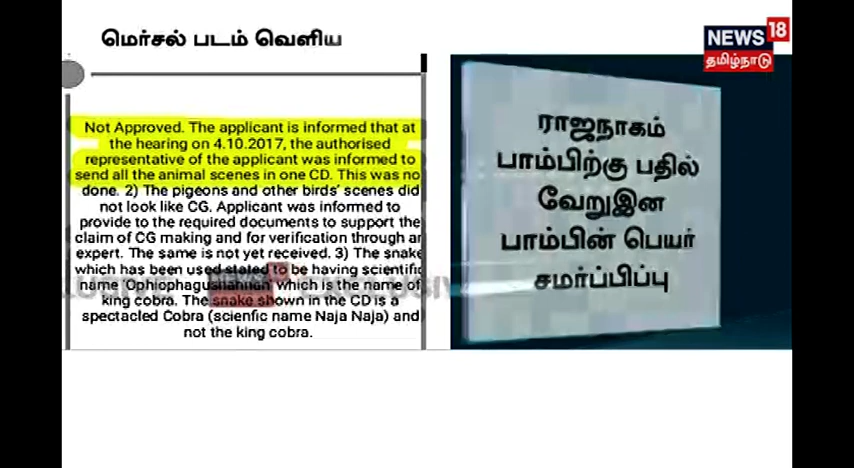 மெர்சல் படம் வெளிய
NEWS 18
தமிழ்நாடு
Not Approved. The applicant is informed that at
the hearing on 4.10.2017, the authorised
representative of the applicant was informed to
send all the animal scenes in one CD. This was no
done. 2) The pigeons and other birds' scenes did
not look like CG. Applicant was informed to
provide to the required documents to support the
claim of CG making and for verification through ar
expert. The same is not yet received. 3) The snake
which has been used stated to be having scientific
name 'Ophiophagushannah' which is the name of
king cobra. The snake shown in the CD is a
spectacled Cobra (scienfic name Naja Naja) and
not the king cobra.
ராஜநாகம்
பாம்பிற்கு பதில்
வேறுஇன
பாம்பின் பெயர்
சமர்ப்பிப்பு